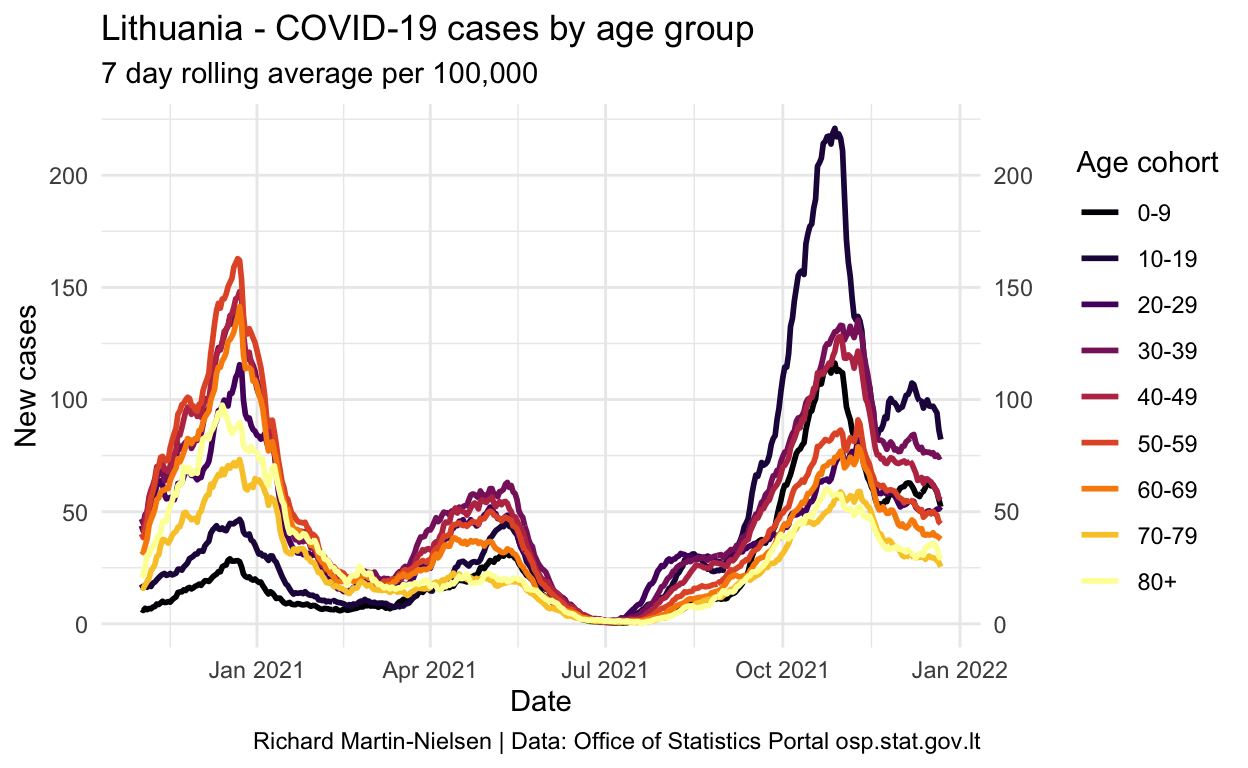 Lithuania - COVID-19 cases by age group
7 day rolling average per 100,000
New cases
200
150
100
50
0
200
150
100
50
0
Jan 2021 Apr 2021 Jul 2021 Oct 2021 Jan 2022
Date
Age cohort
0-9
10-19
20-29
30-39
40-49
50-59
60-69
70-79
80+
Richard Martin-Nielsen | Data: Office of Statistics Portal osp.stat.gov.lt